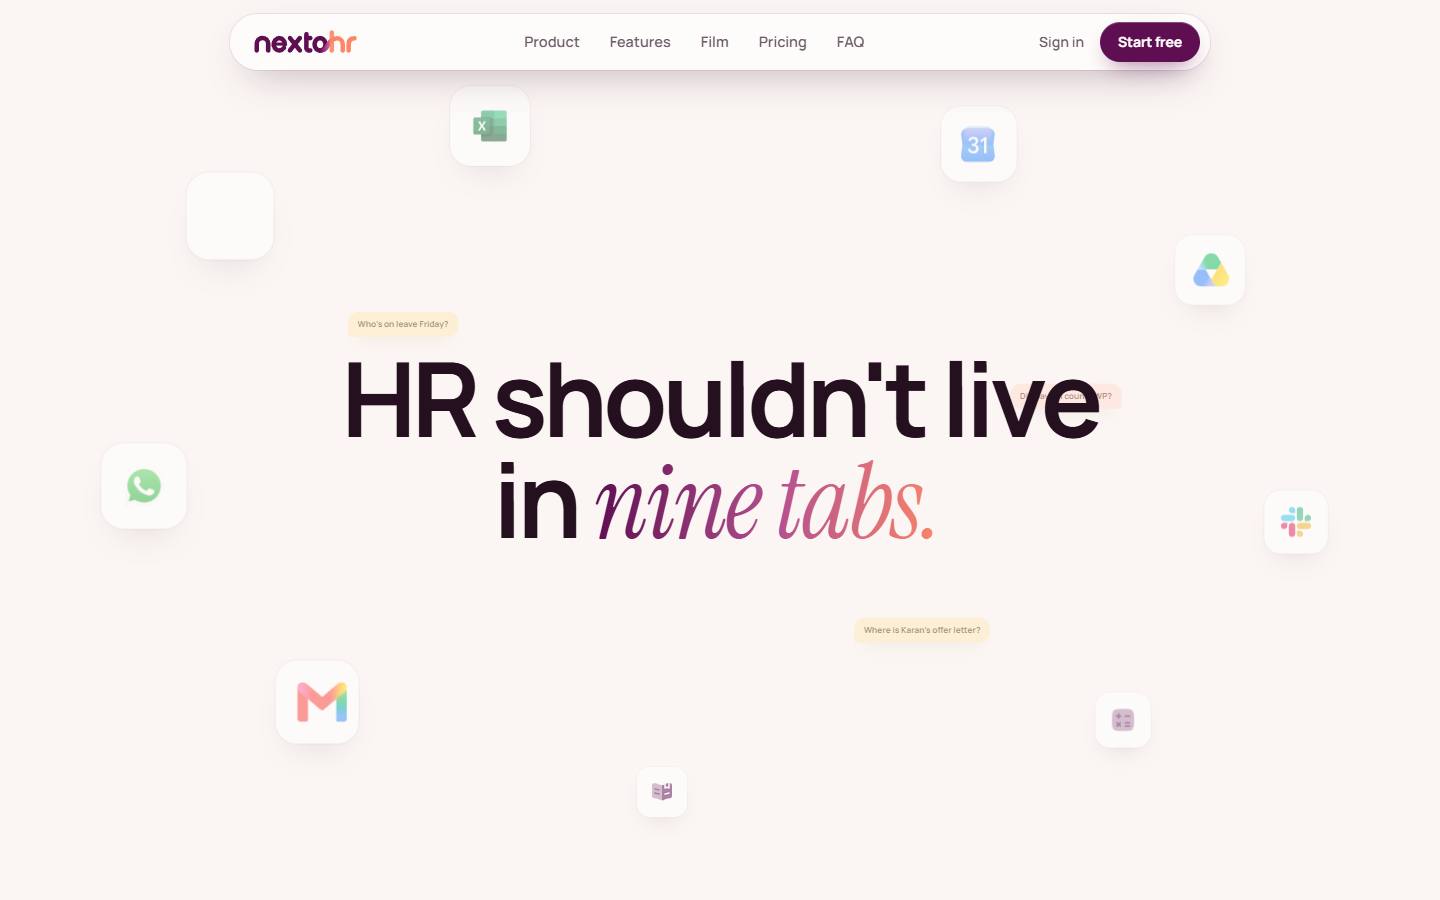 nextohr
Product Features Film Pricing FAQ
Sign in
Start free
X
31
Who's on leave Friday?
HR shouldn't live
in nine tabs.
Where is Karan's offer letter?